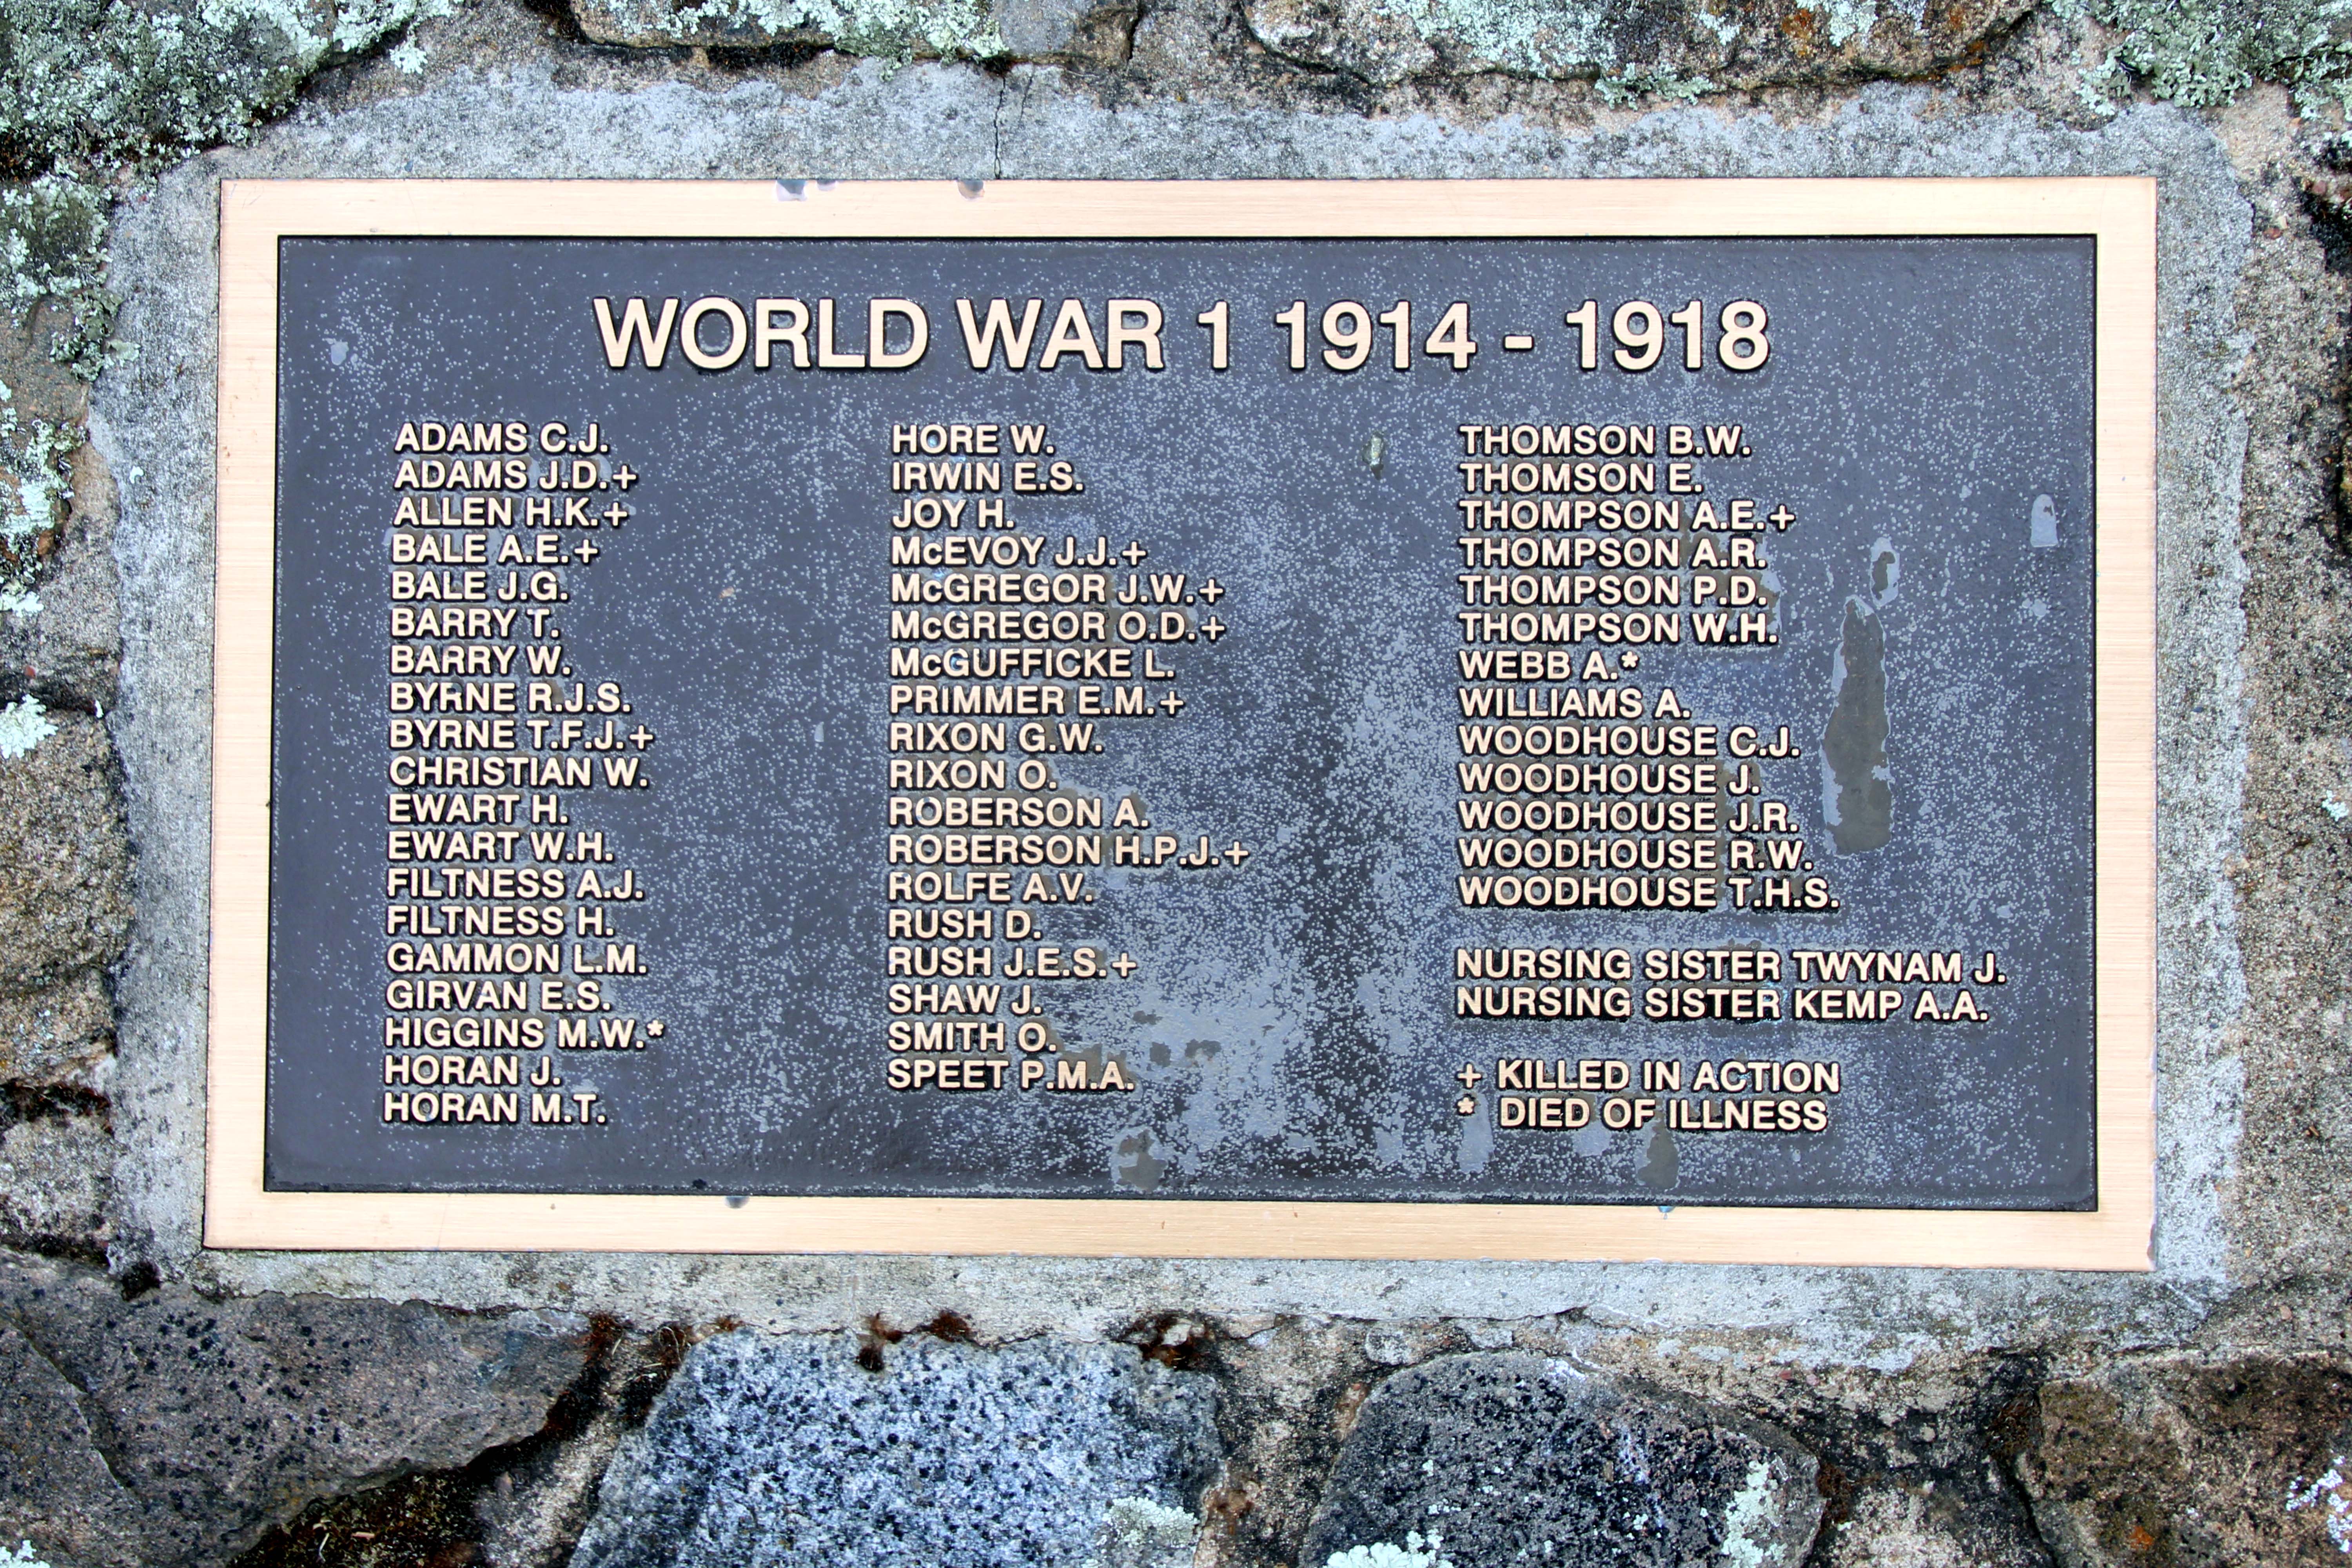 WORLD WAR 1 1914 - 1918
ADAMS C.J.
ADAMS J.D.+
ALLEN H.K.+
BALE A.E.+
BALE J.G.
BARRY T.
BARRY W.
BYRNE R.J.S.
BYRNE T.F.J.+
CHRISTIAN W.
EWART H.
EWART W.H.
FILTNESS A.J.
FILTNESS H.
GAMMON L.M.
GIRVAN E.S.
HIGGINS M.W.*
HORAN J.
HORAN M.T.
HORE W.
IRWIN E.S.
JOY H.
McEVOY J.J.+
McGREGOR J.W.+
McGREGOR O.D.+
McGUFFICKE L.
PRIMMER E.M.+
RIXON G.W.
RIXON O.
ROBERSON A.
ROBERSON H.P.J.+
ROLFE A.V.
RUSH D.
RUSH J.E.S.+
SHAW J.
SMITH O.
SPEET P.M.A.
THOMSON B.W.
THOMSON E.
THOMPSON A.E.+
THOMPSON A.R.
THOMPSON P.D.
THOMPSON W.H.
WEBB A.*
WILLIAMS A.
WOODHOUSE C.J.
WOODHOUSE J.
WOODHOUSE J.R.
WOODHOUSE R.W.
WOODHOUSE T.H.S.
NURSING SISTER TWYNAM J.
NURSING SISTER KEMP A.A.
+ KILLED IN ACTION
* DIED OF ILLNESS